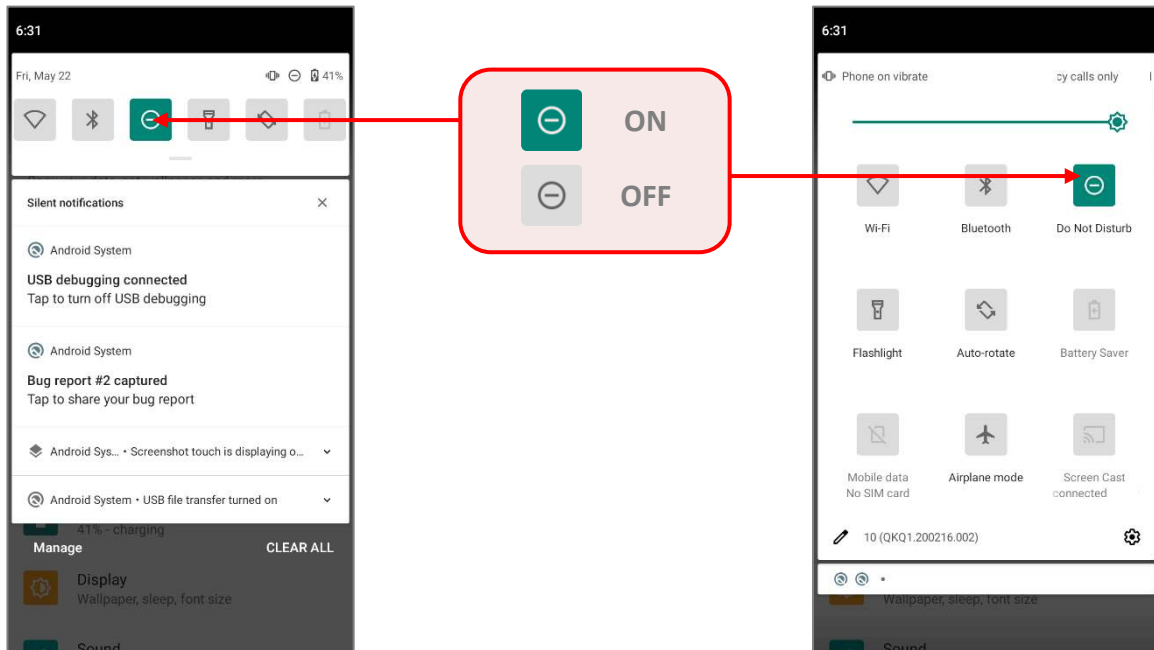 6:31
Fri, May 22
41%
Silent notifications
Android System
USB debugging connected
Tap to turn off USB debugging
Android System
Bug report #2 captured
Tap to share your bug report
Android Sys... • Screenshot touch is displaying o...
Android System • USB file transfer turned on
41% - charging
Manage
CLEAR ALL
Display
Wallpaper, sleep, font size
Sound
ON
OFF
6:31
Phone on vibrate
cy calls only
Wi-Fi
Bluetooth
Do Not Disturb
Flashlight
Auto-rotate
Battery Saver
Mobile data
No SIM card
Airplane mode
Screen Cast
connected
10 (QKQ1.200216.002)
Wallpaper, sleep, font size
Sound